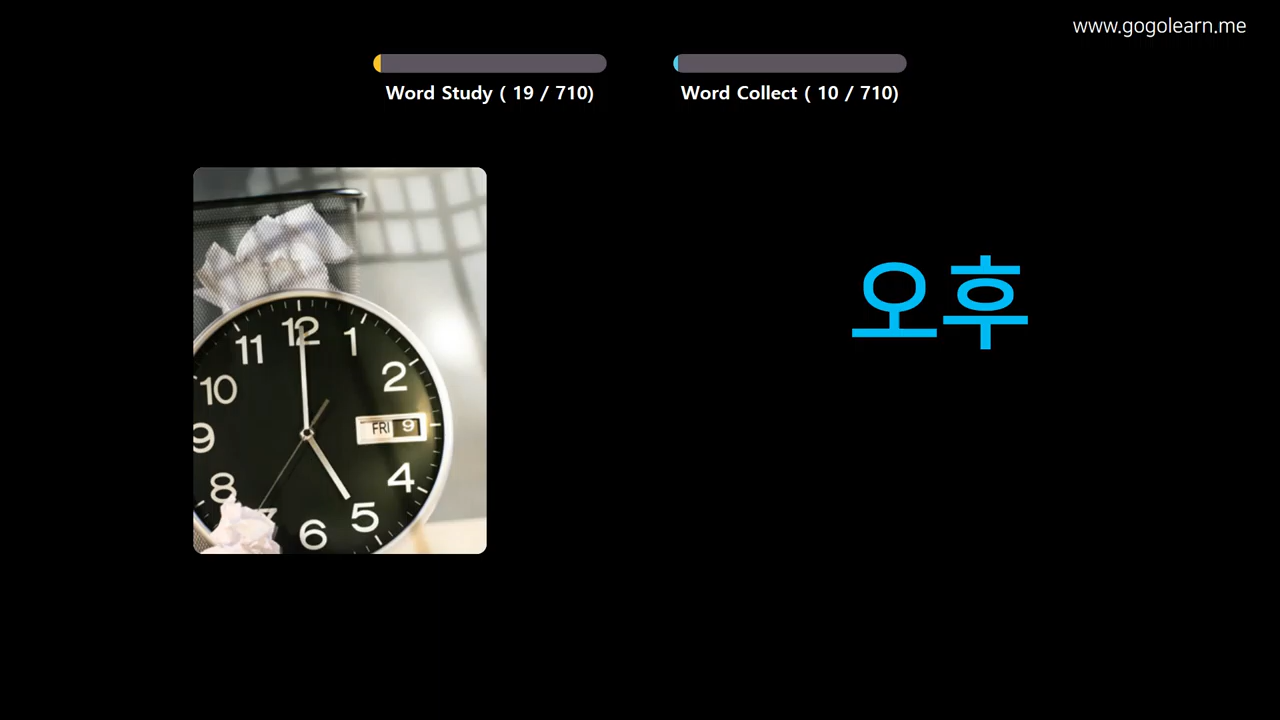 www.gogolearn.me
Word Study ( 19 / 710)
Word Collect ( 10 / 710)
12
11
1
10
2
9
FRI 9
8
4
7
5
6
오후